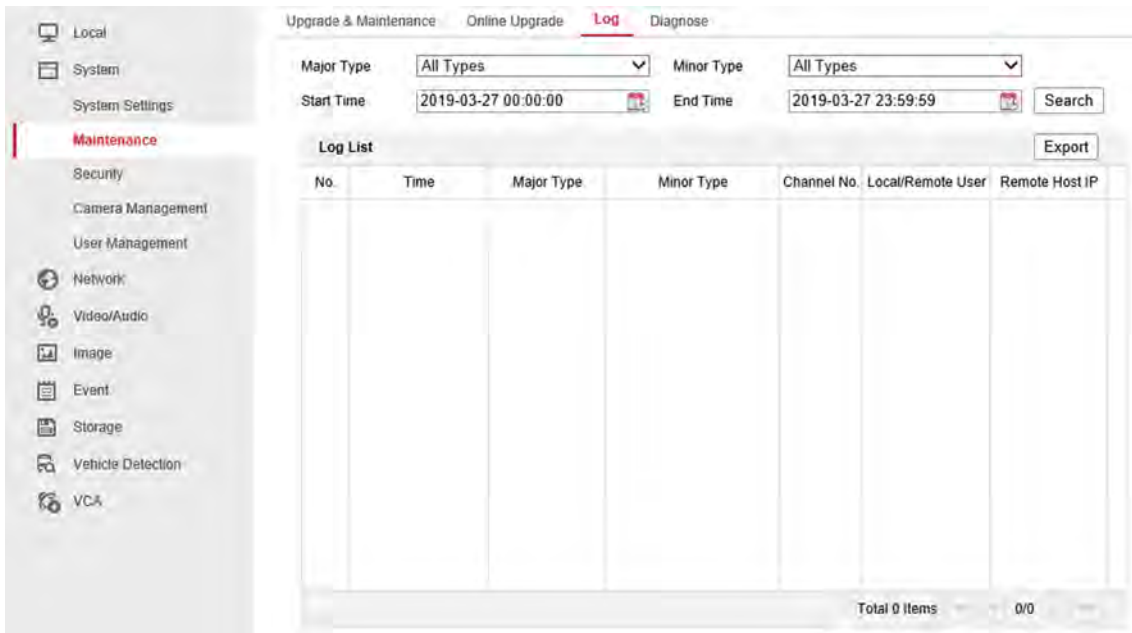 Local
System
System Settings
Maintenance
Security
Camera Management
User Management
Network
Video/Audio
Image
Event
Storage
Vehicle Detection
VCA
Upgrade & Maintenance Online Upgrade Log Diagnose
Major Type All Types Minor Type All Types
Start Time 2019-03-27 00:00:00 End Time 2019-03-27 23:59:59 Search
Log List Export
No. Time Major Type Minor Type Channel No. Local/Remote User Remote Host IP
Total 0 Items 0/0